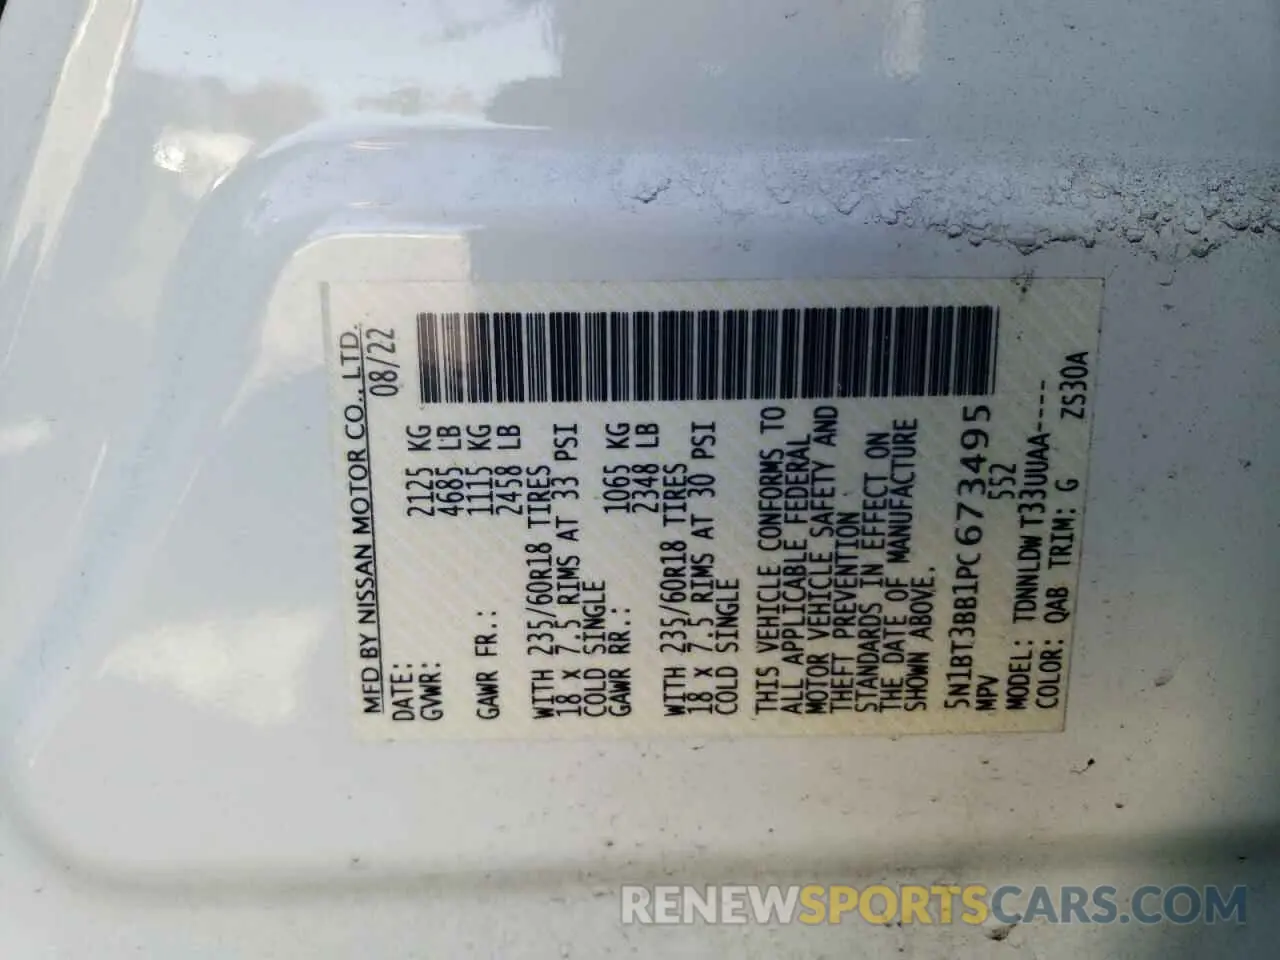 MFD BY NISSAN MOTOR CO., LTD.
DATE: 08/22
GVWR: 2125 KG
4685 LB
GAWR FR.: 1115 KG
2458 LB
WITH 235/60R18 TIRES
18 X 7.5 RIMS AT 33 PSI
COLD SINGLE
GAWR RR.: 1065 KG
2348 LB
WITH 235/60R18 TIRES
18 X 7.5 RIMS AT 30 PSI
COLD SINGLE
THIS VEHICLE CONFORMS TO
ALL APPLICABLE FEDERAL
MOTOR VEHICLE SAFETY AND
THEFT PREVENTION
STANDARDS IN EFFECT ON
THE DATE OF MANUFACTURE
SHOWN ABOVE.
5N1BT3BB1PC673495
MPV 552
MODEL: TDNNLDW T33UUAA----
COLOR: QAB TRIM: G ZS30A
RENEWSPORTSCARS.COM